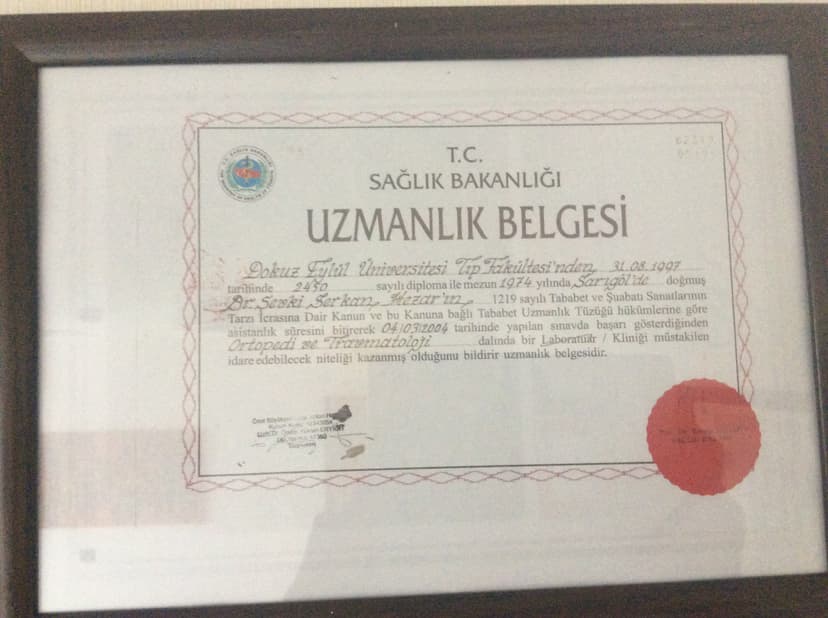 T.C.
SAĞLIK BAKANLIĞI
UZMANLIK BELGESİ
Dokuz Eylül Üniversitesi Tıp Fakültesi'nden 31.08.1997
tarihinde 2450 sayılı diploma ile mezun 1974 yılında Sarıgöl'de doğmuş
Dr. Şevki Serkan Mezar'ın 1219 sayılı Tababet ve Şuabatı Sanatlarının
Tarzı İcrasına Dair Kanun ve bu Kanuna bağlı Tababet Uzmanlık Tüzüğü hükümlerine göre
asistanlık süresini bitirerek 04/03/2004 tarihinde yapılan sınavda başarı gösterdiğinden
Ortopedi ve Travmatoloji dalında bir Laboratuar / Kliniği müstakilen
idare edebilecek niteliği kazanmış olduğunu bildirir uzmanlık belgesidir.